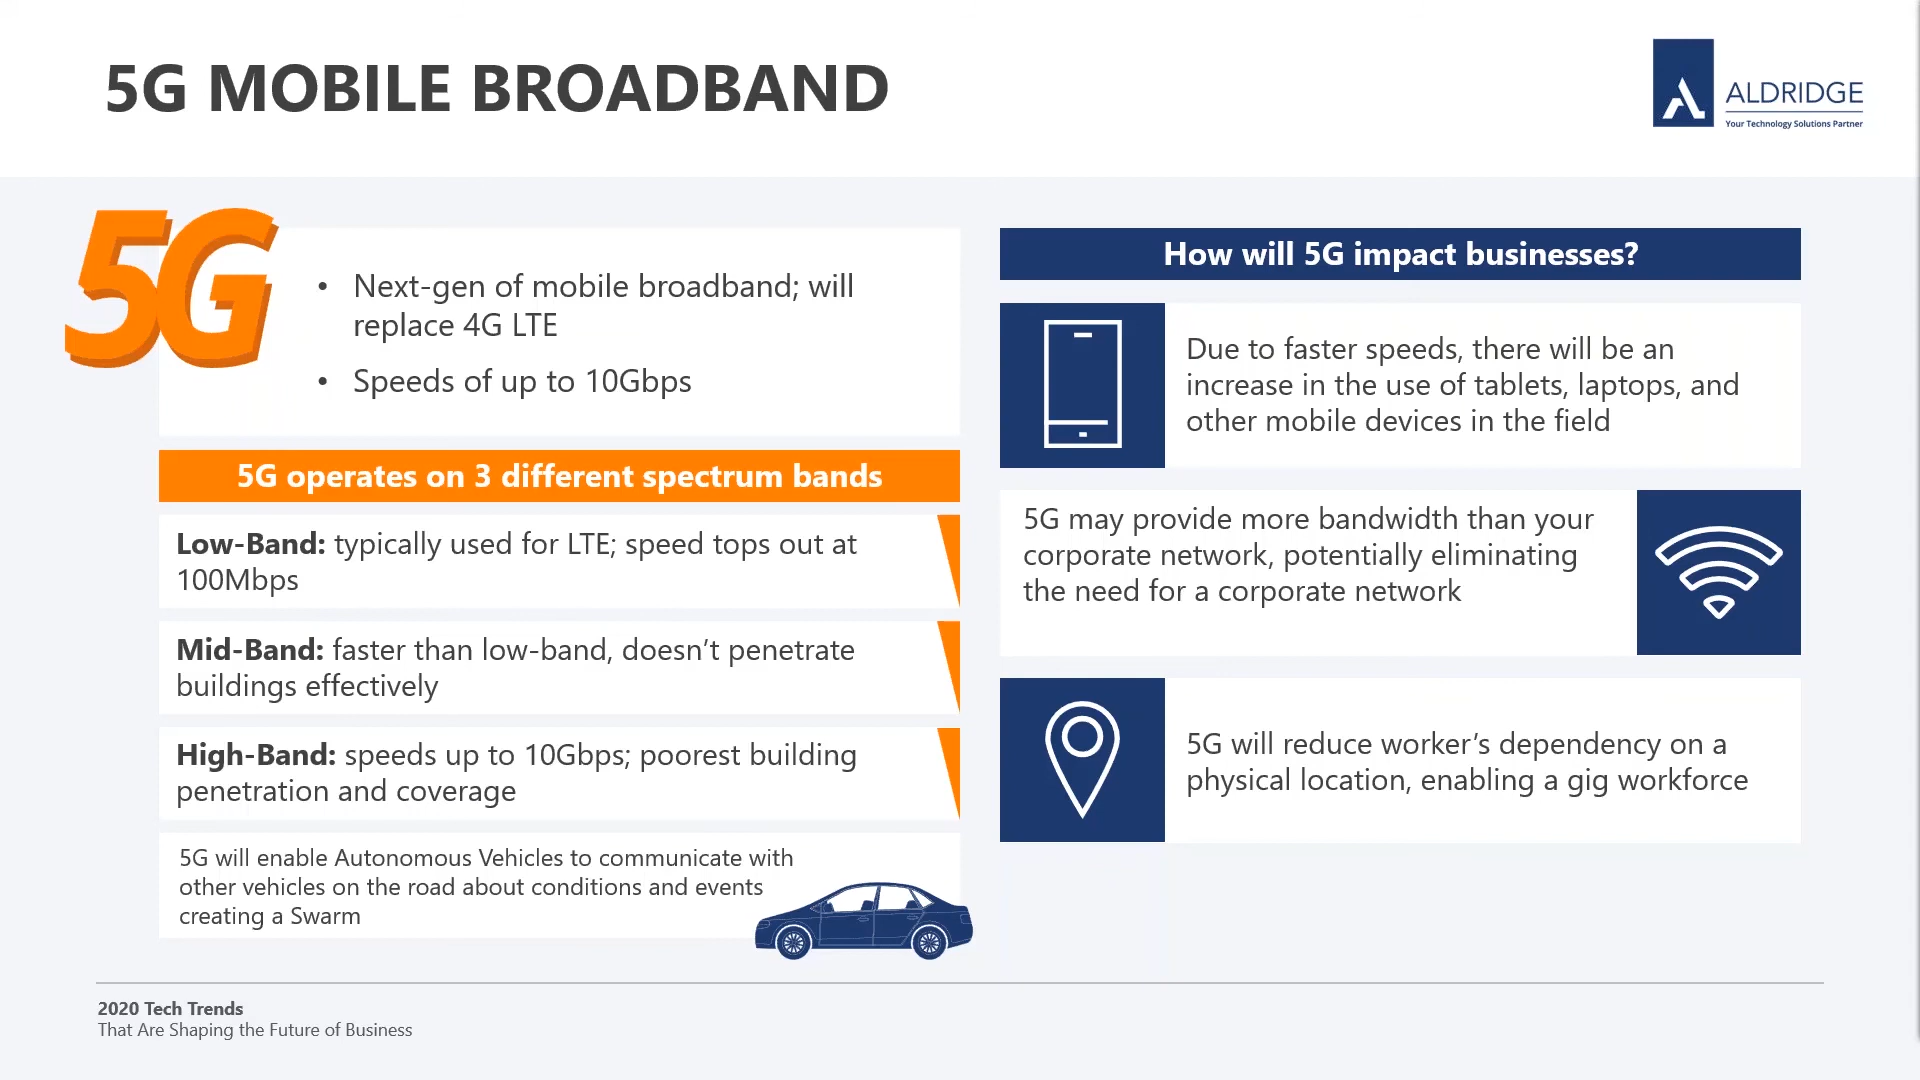 5G MOBILE BROADBAND
ALDRIDGE
Your Technology Solutions Partner
5G
• Next-gen of mobile broadband; will
replace 4G LTE
• Speeds of up to 10Gbps
5G operates on 3 different spectrum bands
Low-Band: typically used for LTE; speed tops out at
100Mbps
Mid-Band: faster than low-band, doesn’t penetrate
buildings effectively
High-Band: speeds up to 10Gbps; poorest building
penetration and coverage
5G will enable Autonomous Vehicles to communicate with
other vehicles on the road about conditions and events
creating a Swarm
How will 5G impact businesses?
Due to faster speeds, there will be an
increase in the use of tablets, laptops, and
other mobile devices in the field
5G may provide more bandwidth than your
corporate network, potentially eliminating
the need for a corporate network
5G will reduce worker’s dependency on a
physical location, enabling a gig workforce
2020 Tech Trends
That Are Shaping the Future of Business